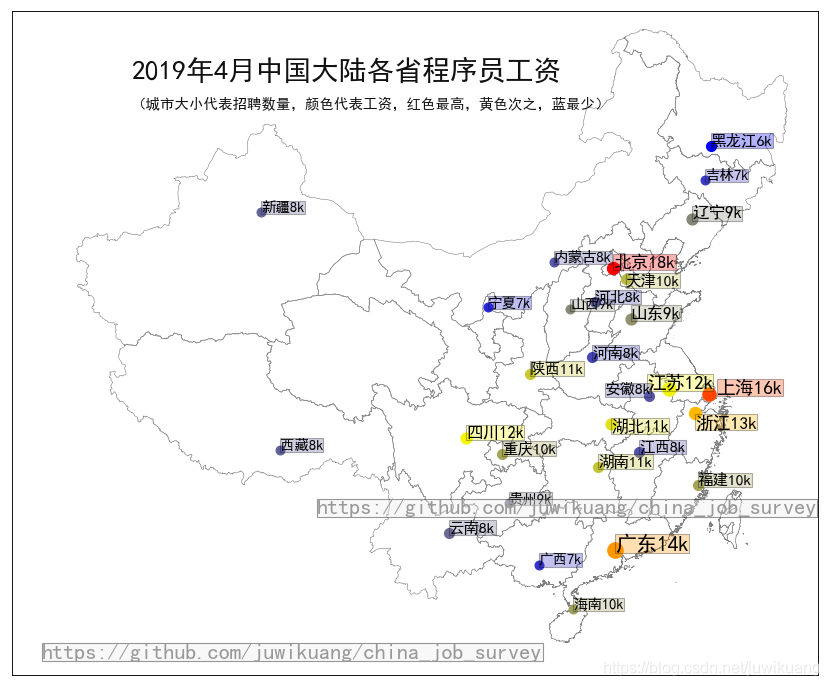 2019年4月中国大陆各省程序员工资
（城市大小代表招聘数量，颜色代表工资，红色最高，黄色次之，蓝最少）
黑龙江6k
吉林7k
新疆8k
辽宁9k
内蒙古8k
北京18k
天津10k
宁夏7k
山西9k
河北8k
山东9k
河南8k
陕西11k
安徽8k
江苏12k
上海16k
浙江13k
四川12k
湖北11k
重庆10k
西藏8k
江西8k
湖南11k
福建10k
贵州9k
https://github.com/juwikuang/china_job_survey
云南8k
广东14k
广西7k
海南10k
https://github.com/juwikuang/china_job_survey
https://blog.csdn.net/juwikuang